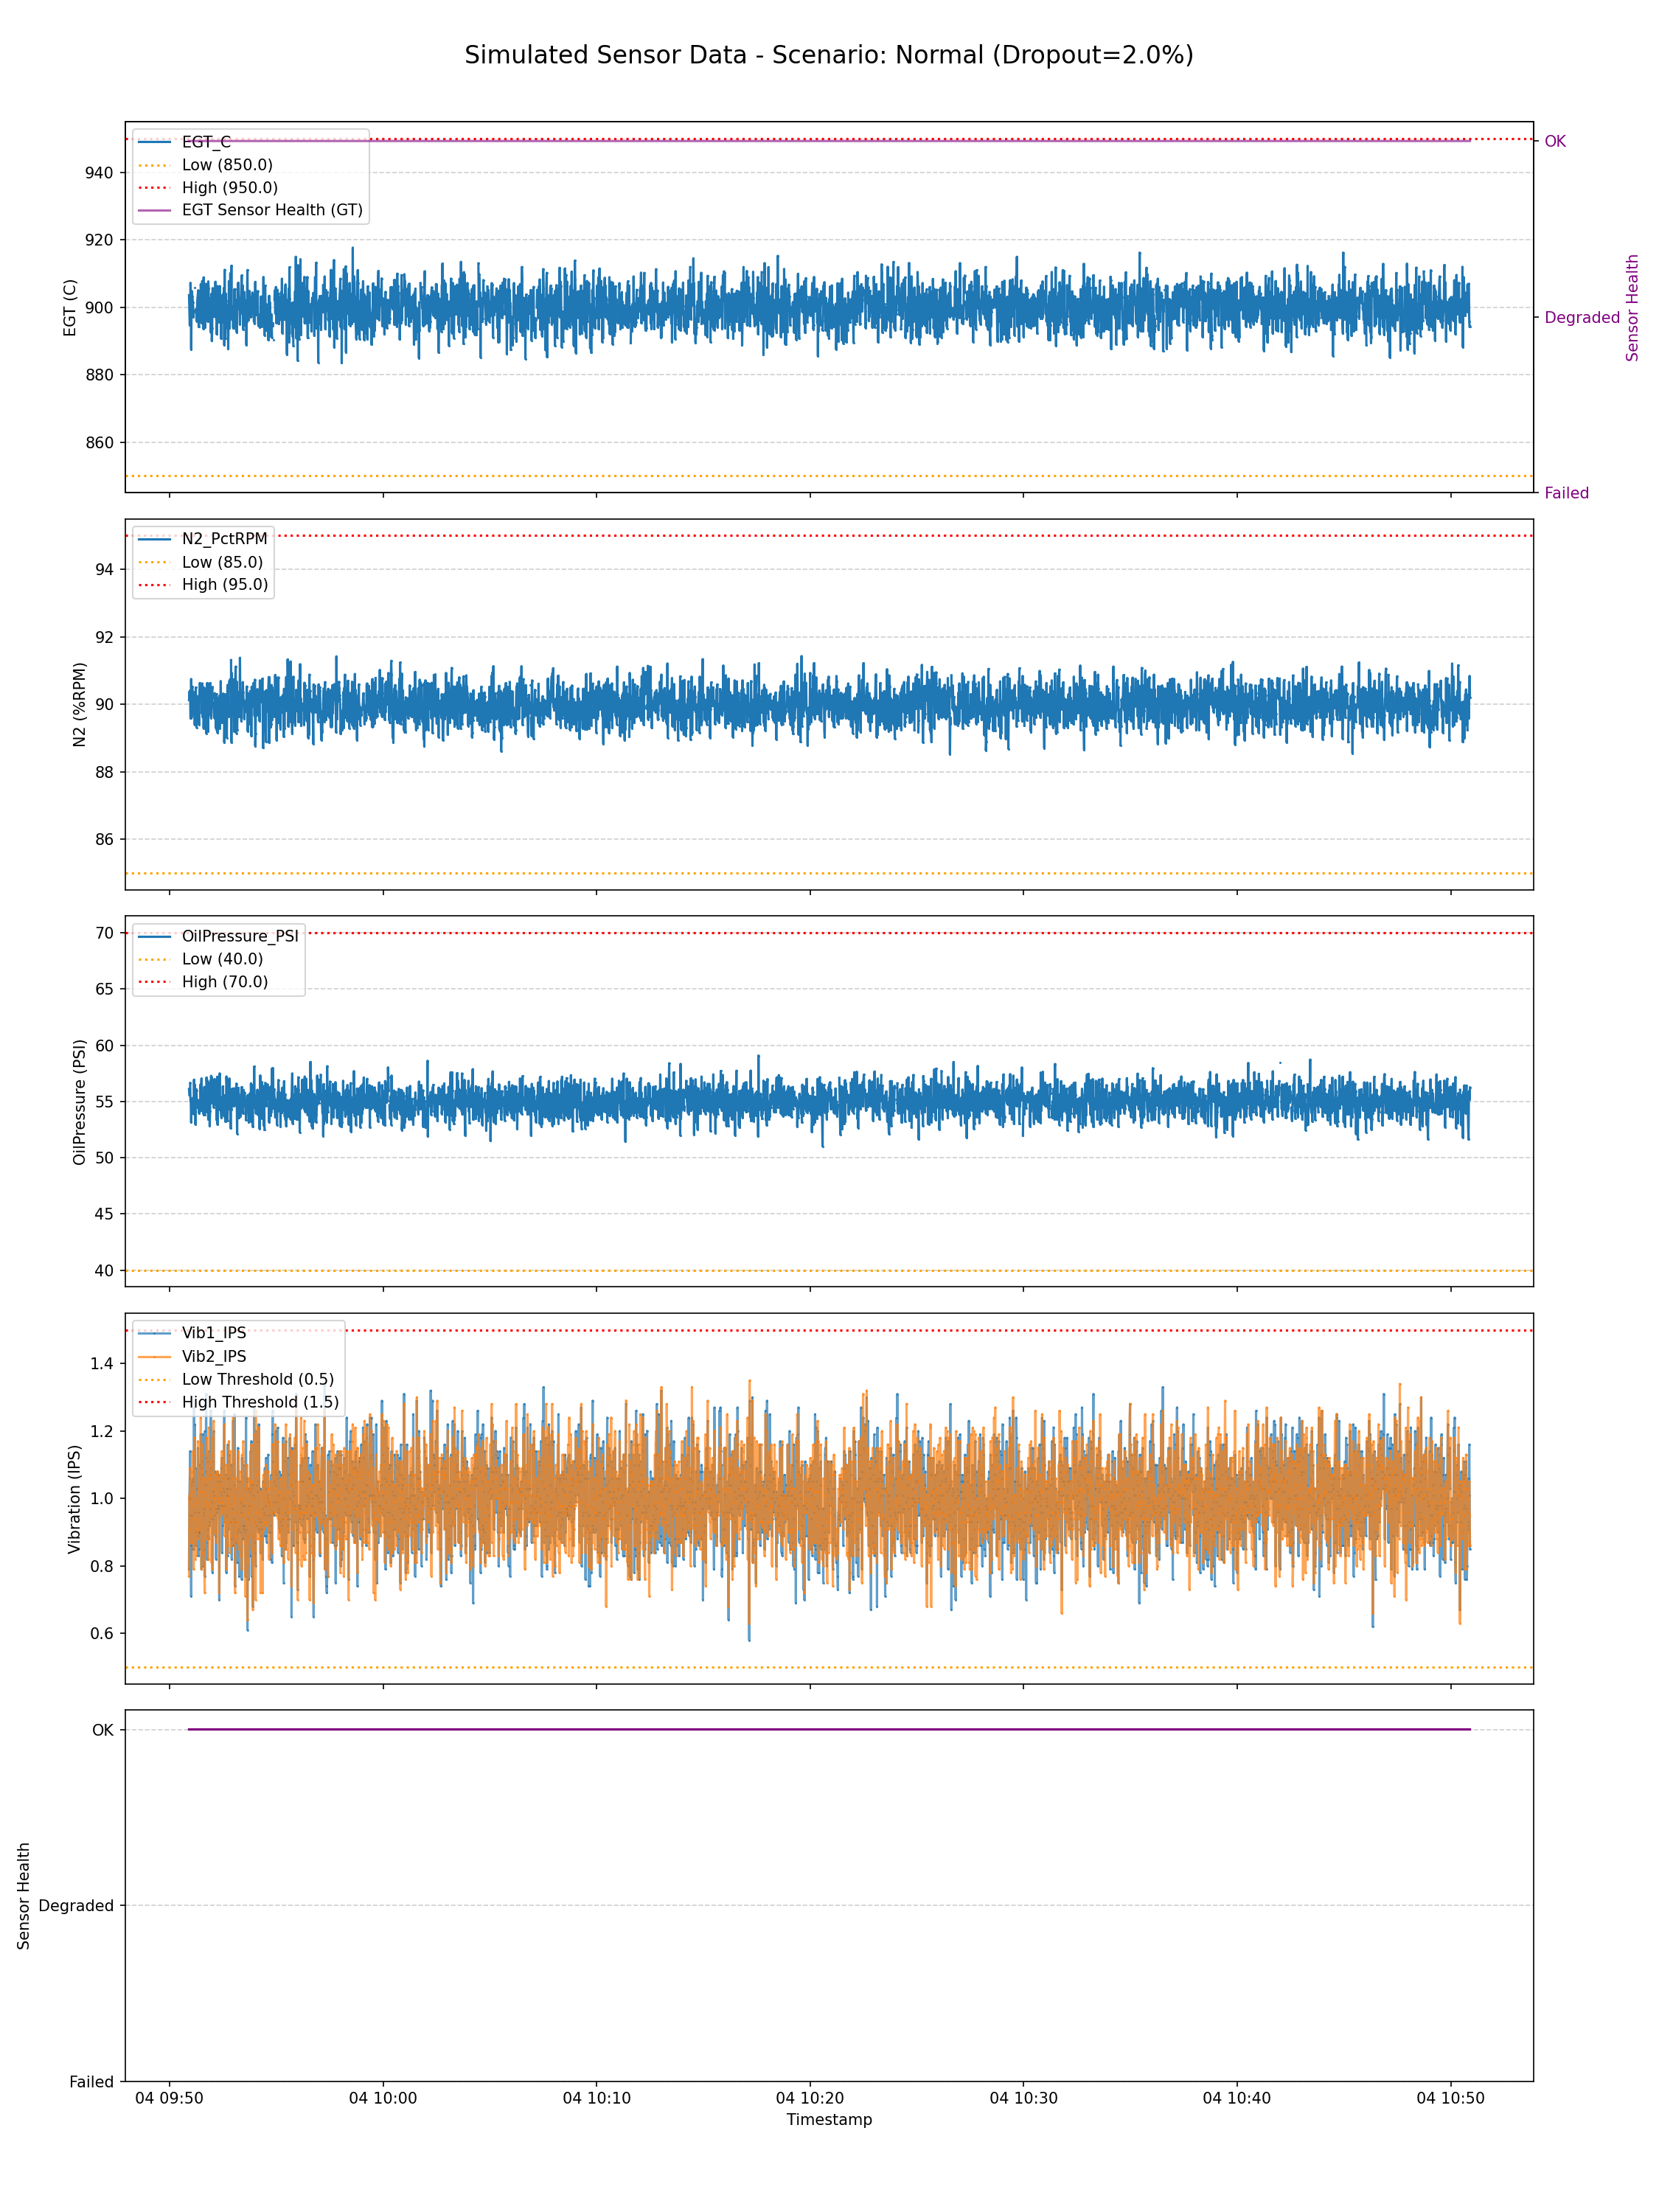 Simulated Sensor Data - Scenario: Normal (Dropout=2.0%)
EGT_C
Low (850.0)
High (950.0)
EGT Sensor Health (GT)
940
920
900
880
860
EGT (C)
OK
Degraded
Failed
Sensor Health
N2_PctRPM
Low (85.0)
High (95.0)
94
92
90
88
86
N2 (%RPM)
OilPressure_PSI
Low (40.0)
High (70.0)
70
65
60
55
50
45
40
OilPressure (PSI)
Vib1_IPS
Vib2_IPS
Low Threshold (0.5)
High Threshold (1.5)
1.4
1.2
1.0
0.8
0.6
Vibration (IPS)
OK
Degraded
Failed
Sensor Health
04 09:50
04 10:00
04 10:10
04 10:20
04 10:30
04 10:40
04 10:50
Timestamp